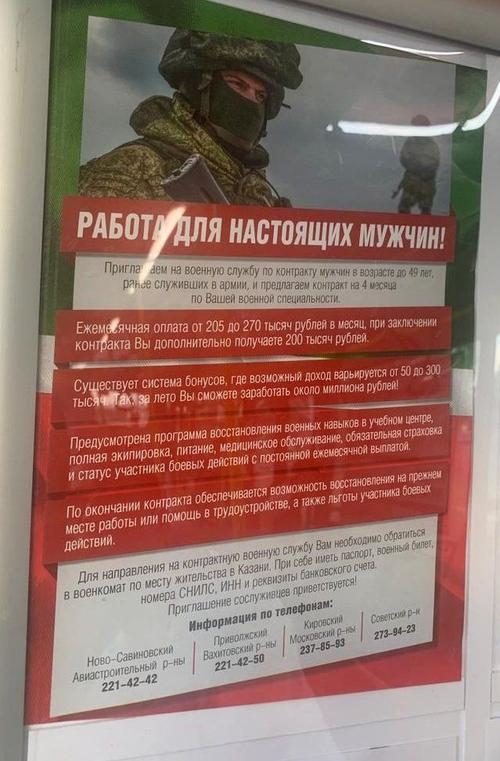 РАБОТА ДЛЯ НАСТОЯЩИХ МУЖЧИН!
Приглашаем на военную службу по контракту мужчин в возрасте до 49 лет,
ранее служивших в армии, и предлагаем контракт на 4 месяца
по Вашей военной специальности.
Ежемесячная оплата от 205 до 270 тысяч рублей в месяц, при заключении
контракта Вы дополнительно получаете 200 тысяч рублей.
Существует система бонусов, где возможный доход варьируется от 50 до 300
тысяч. Так, за лето Вы сможете заработать около миллиона рублей!
Предусмотрена программа восстановления военных навыков в учебном центре,
полная экипировка, питание, медицинское обслуживание, обязательная страховка
и статус участника боевых действий с постоянной ежемесячной выплатой.
По окончании контракта обеспечивается возможность восстановления на прежнем
месте работы или помощь в трудоустройстве, а также льготы участника боевых
действий.
Для направления на контрактную военную службу Вам необходимо обратиться
в военкомат по месту жительства в Казани. При себе иметь паспорт, военный билет,
номера СНИЛС, ИНН и реквизиты банковского счета.
Приглашение сослуживцев приветствуется!
Информация по телефонам:
Ново-Савиновский
Авиастроительный р-ны
221-42-42
Приволжский
Вахитовский р-ны
221-42-50
Кировский
Московский р-ны
237-85-93
Советский р-н
273-94-23